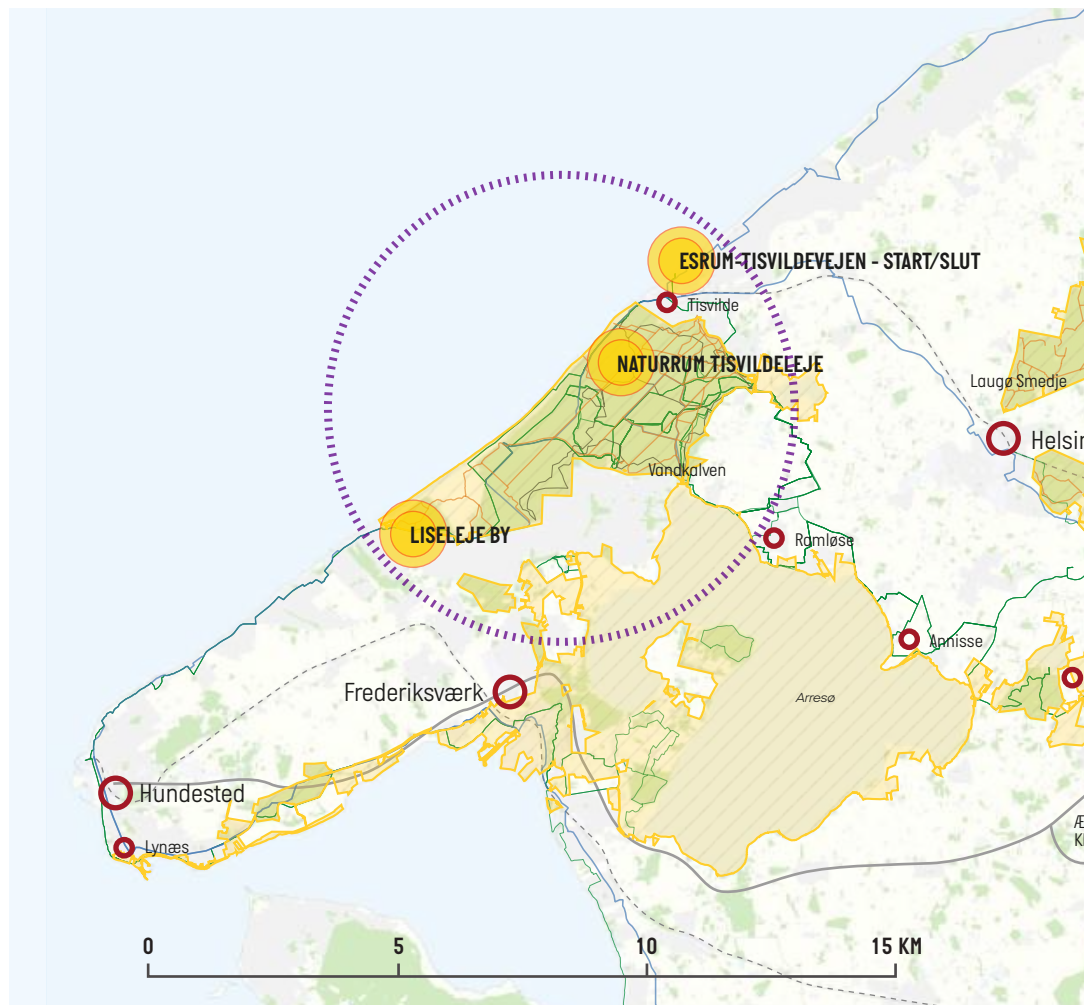 ESRUM-TISVILDEVEJEN - START/SLUT
Tisvilde
NATURRUM TISVILDELEJE
Laugø Smedje
Helsin
Vandkalven
LISELEJE BY
Ramløse
Annisse
Frederiksværk
Arresø
Hundested
Lynæs
0 5 10 15 KM